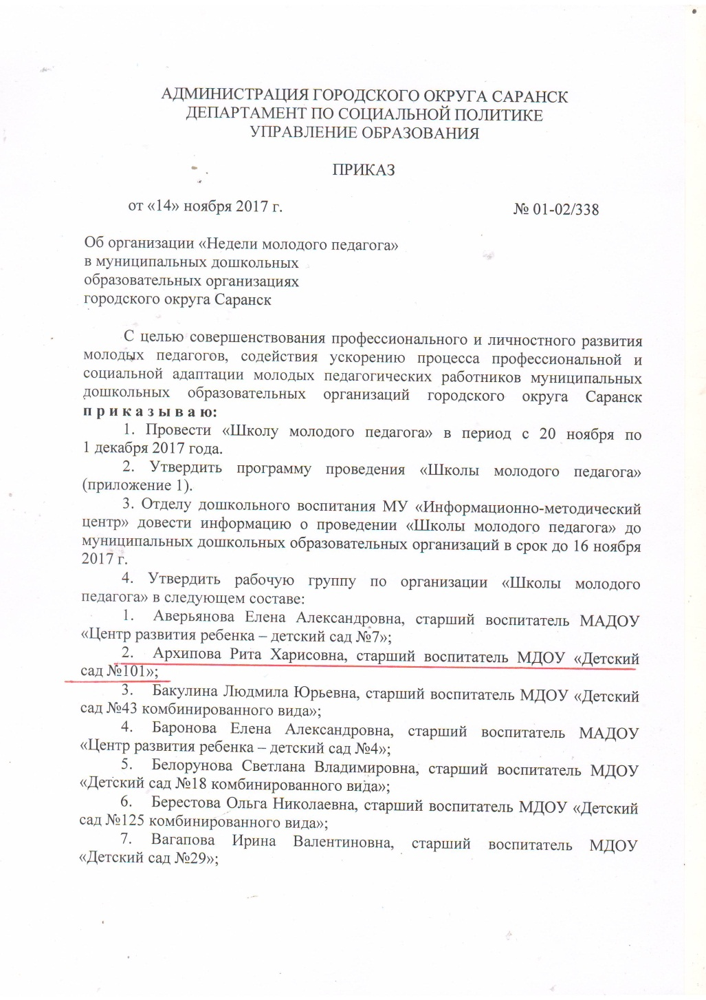 АДМИНИСТРАЦИЯ ГОРОДСКОГО ОКРУГА САРАНСК
ДЕПАРТАМЕНТ ПО СОЦИАЛЬНОЙ ПОЛИТИКЕ
УПРАВЛЕНИЕ ОБРАЗОВАНИЯ
ПРИКАЗ
от «14» ноября 2017 г.
№ 01-02/338
Об организации «Недели молодого педагога»
в муниципальных дошкольных
образовательных организациях
городского округа Саранск
С целью совершенствования профессионального и личностного развития
молодых педагогов, содействия ускорению процесса профессиональной и
социальной адаптации молодых педагогических работников муниципальных
дошкольных образовательных организаций городского округа Саранск
п р и к а з ы в а ю:
1. Провести «Школу молодого педагога» в период с 20 ноября по
1 декабря 2017 года.
2. Утвердить программу проведения «Школы молодого педагога»
(приложение 1).
3. Отделу дошкольного воспитания МУ «Информационно-методический
центр» довести информацию о проведении «Школы молодого педагога» до
муниципальных дошкольных образовательных организаций в срок до 16 ноября
2017 г.
4. Утвердить рабочую группу по организации «Школы молодого
педагога» в следующем составе:
1. Аверьянова Елена Александровна, старший воспитатель МАДОУ
«Центр развития ребенка – детский сад №7»;
2. Архипова Рита Харисовна, старший воспитатель МДОУ «Детский
сад №101»;
3. Бакулина Людмила Юрьевна, старший воспитатель МДОУ «Детский
сад №43 комбинированного вида»;
4. Баронова Елена Александровна, старший воспитатель МАДОУ
«Центр развития ребенка – детский сад №4»;
5. Белорунова Светлана Владимировна, старший воспитатель МДОУ
«Детский сад №18 комбинированного вида»;
6. Берестова Ольга Николаевна, старший воспитатель МДОУ «Детский
сад №125 комбинированного вида»;
7. Вагапова Ирина Валентиновна, старший воспитатель МДОУ
«Детский сад №29»;